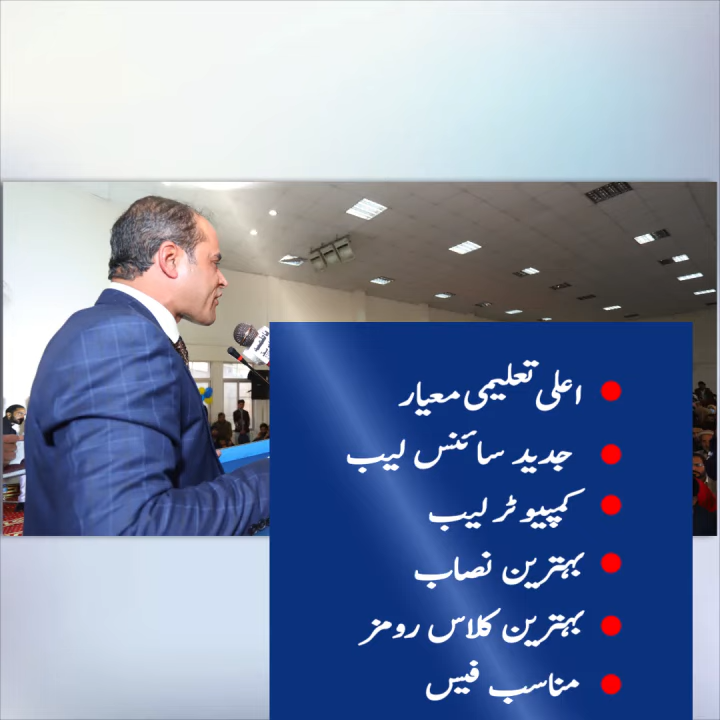 اعلی تعلیمی معیار
جدید سائنس لیب
کمپیوٹر لیب
بہترین نصاب
بہترین کلاس رومز
مناسب فیس